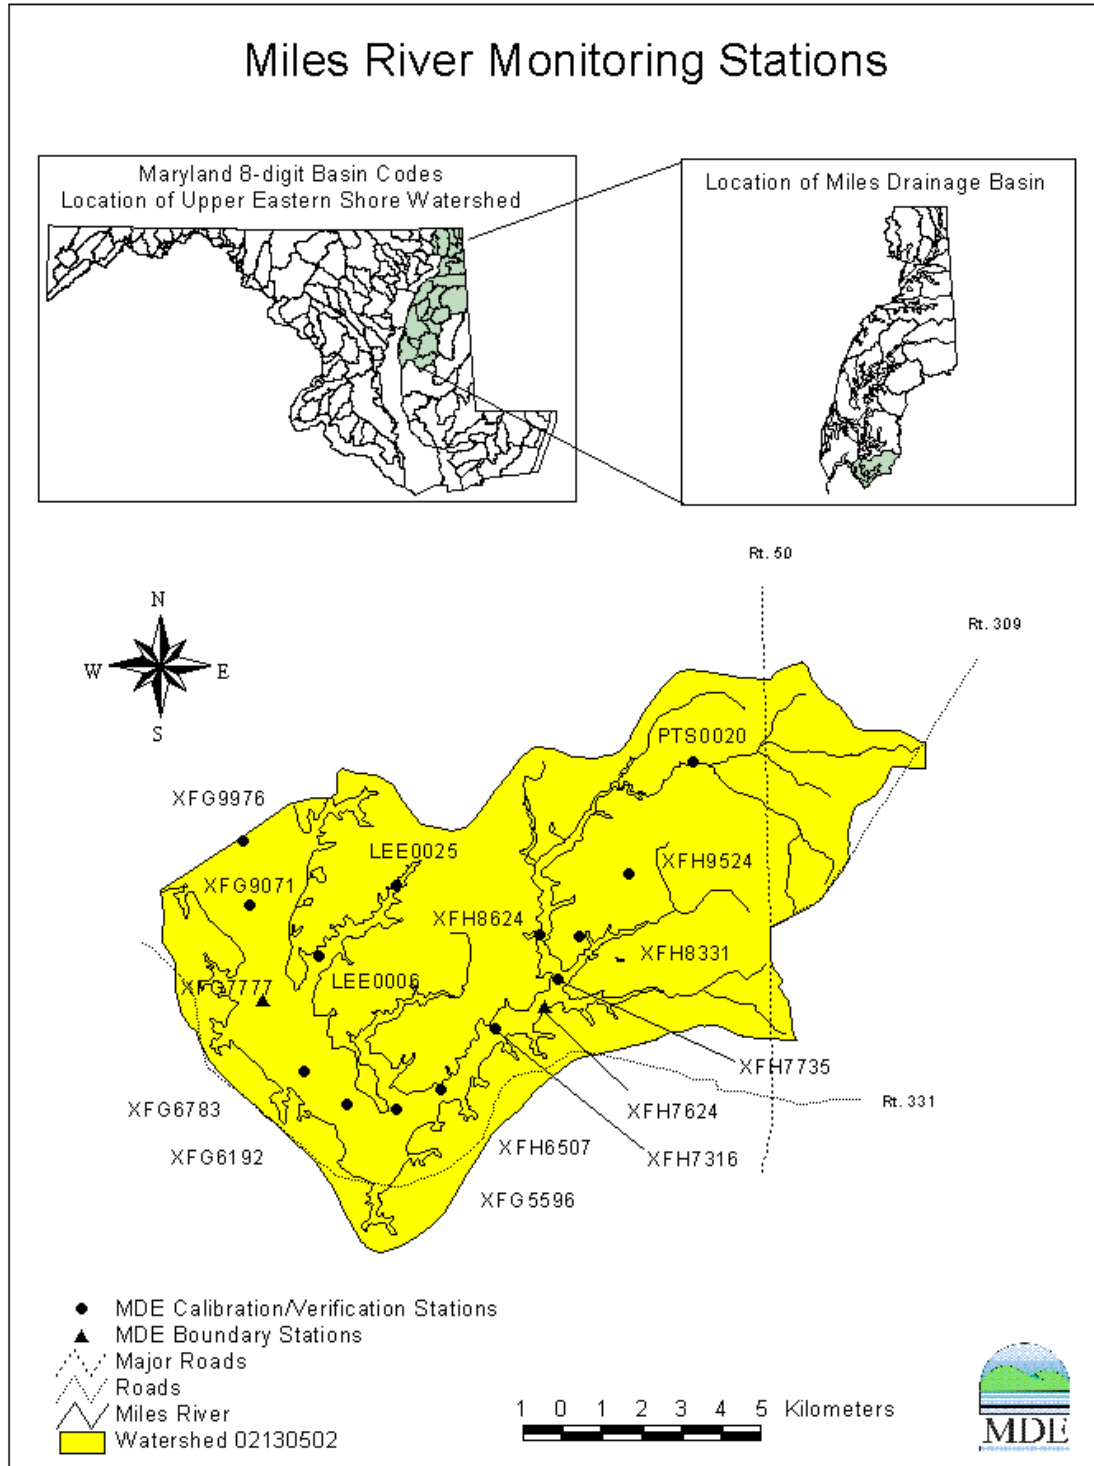 Miles River Monitoring Stations
Maryland 8-digit Basin Codes
Location of Upper Eastern Shore Watershed
Location of Miles Drainage Basin
Rt. 50
Rt. 309
N
W
E
S
PTS0020
XFG9976
LEE0025
XFH9524
XFG9071
XFH8624
XFH8331
LEE0006
XFG7777
XFH7735
Rt. 331
XFG6783
XFH7624
XFH6507
XFG6192
XFH7316
XFG5596
MDE Calibration/Verification Stations
MDE Boundary Stations
Major Roads
Roads
Miles River
Watershed 02130502
1 0 1 2 3 4 5 Kilometers
MDE